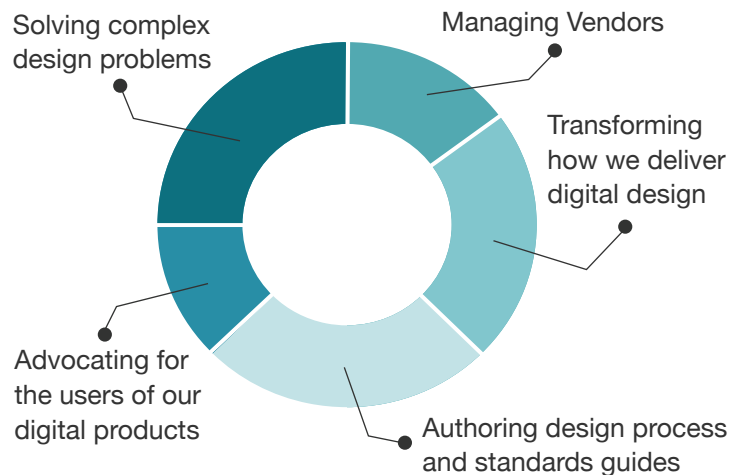 Solving complex
design problems
Managing Vendors
Transforming
how we deliver
digital design
Advocating for
the users of our
digital products
Authoring design process
and standards guides